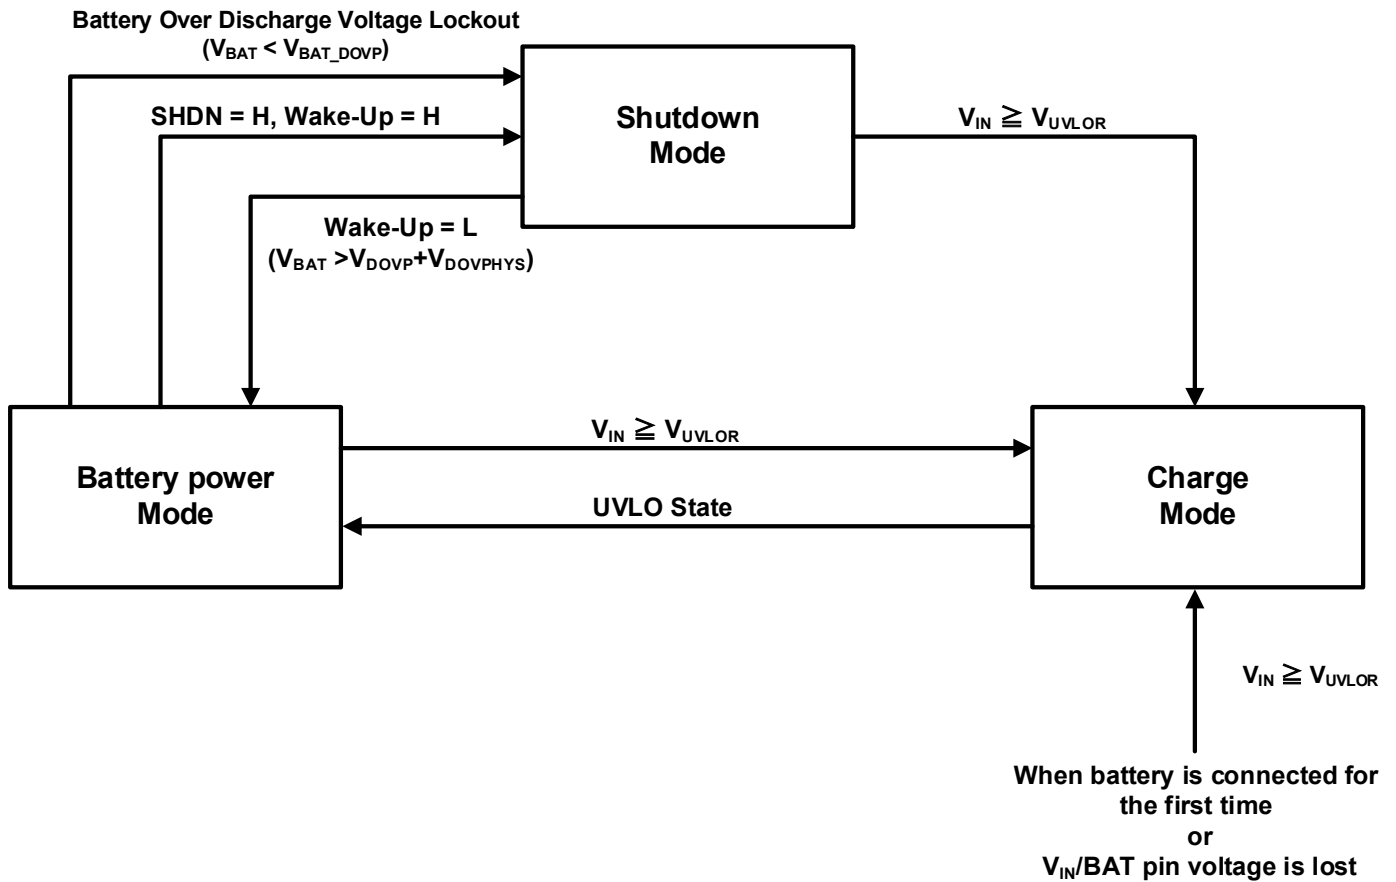 Battery Over Discharge Voltage Lockout
(VBAT < VBAT_DOVP)
SHDN = H, Wake-Up = H
Shutdown
Mode
VIN ≧ VUVLOR
Wake-Up = L
(VBAT >VDOVP+VDOVPHYS)
Battery power
Mode
VIN ≧ VUVLOR
UVLO State
Charge
Mode
VIN ≧ VUVLOR
When battery is connected for
the first time
or
VIN/BAT pin voltage is lost